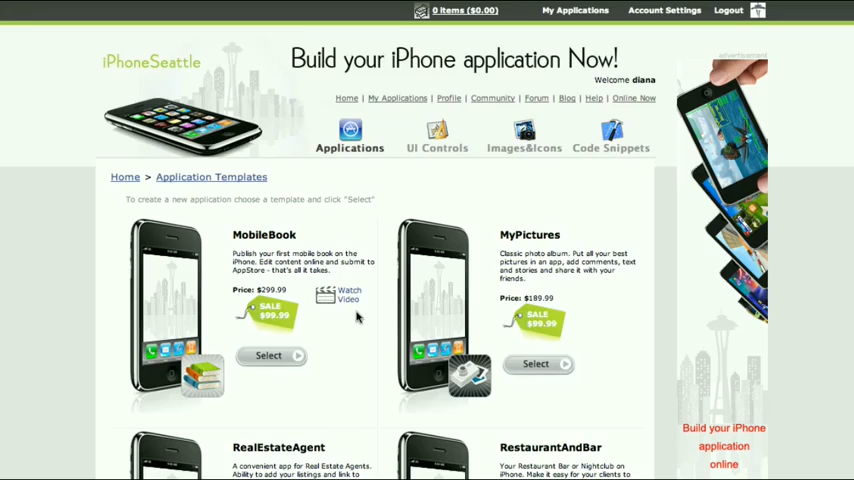 0 items ($0.00) My Applications Account Settings Logout
iPhoneSeattle
Build your iPhone application Now!
advertisement
Welcome diana
Home | My Applications | Profile | Community | Forum | Blog | Help | Online Now
Applications UI Controls Images&Icons Code Snippets
Home > Application Templates
To create a new application choose a template and click "Select"
MobileBook
Publish your first mobile book on the
iPhone. Edit content online and submit to
AppStore - that's all it takes.
Price: $299.99
SALE
$99.99
Watch
Video
Select
MyPictures
Classic photo album. Put all your best
pictures in an app, add comments, text
and stories and share it with your
friends.
Price: $189.99
SALE
$99.99
Select
RealEstateAgent
A convenient app for Real Estate Agents.
Ability to add your listings and link to
RestaurantAndBar
Your Restaurant Bar or Nightclub on
iPhone. Make it easy for your clients to
Build your iPhone
application
online